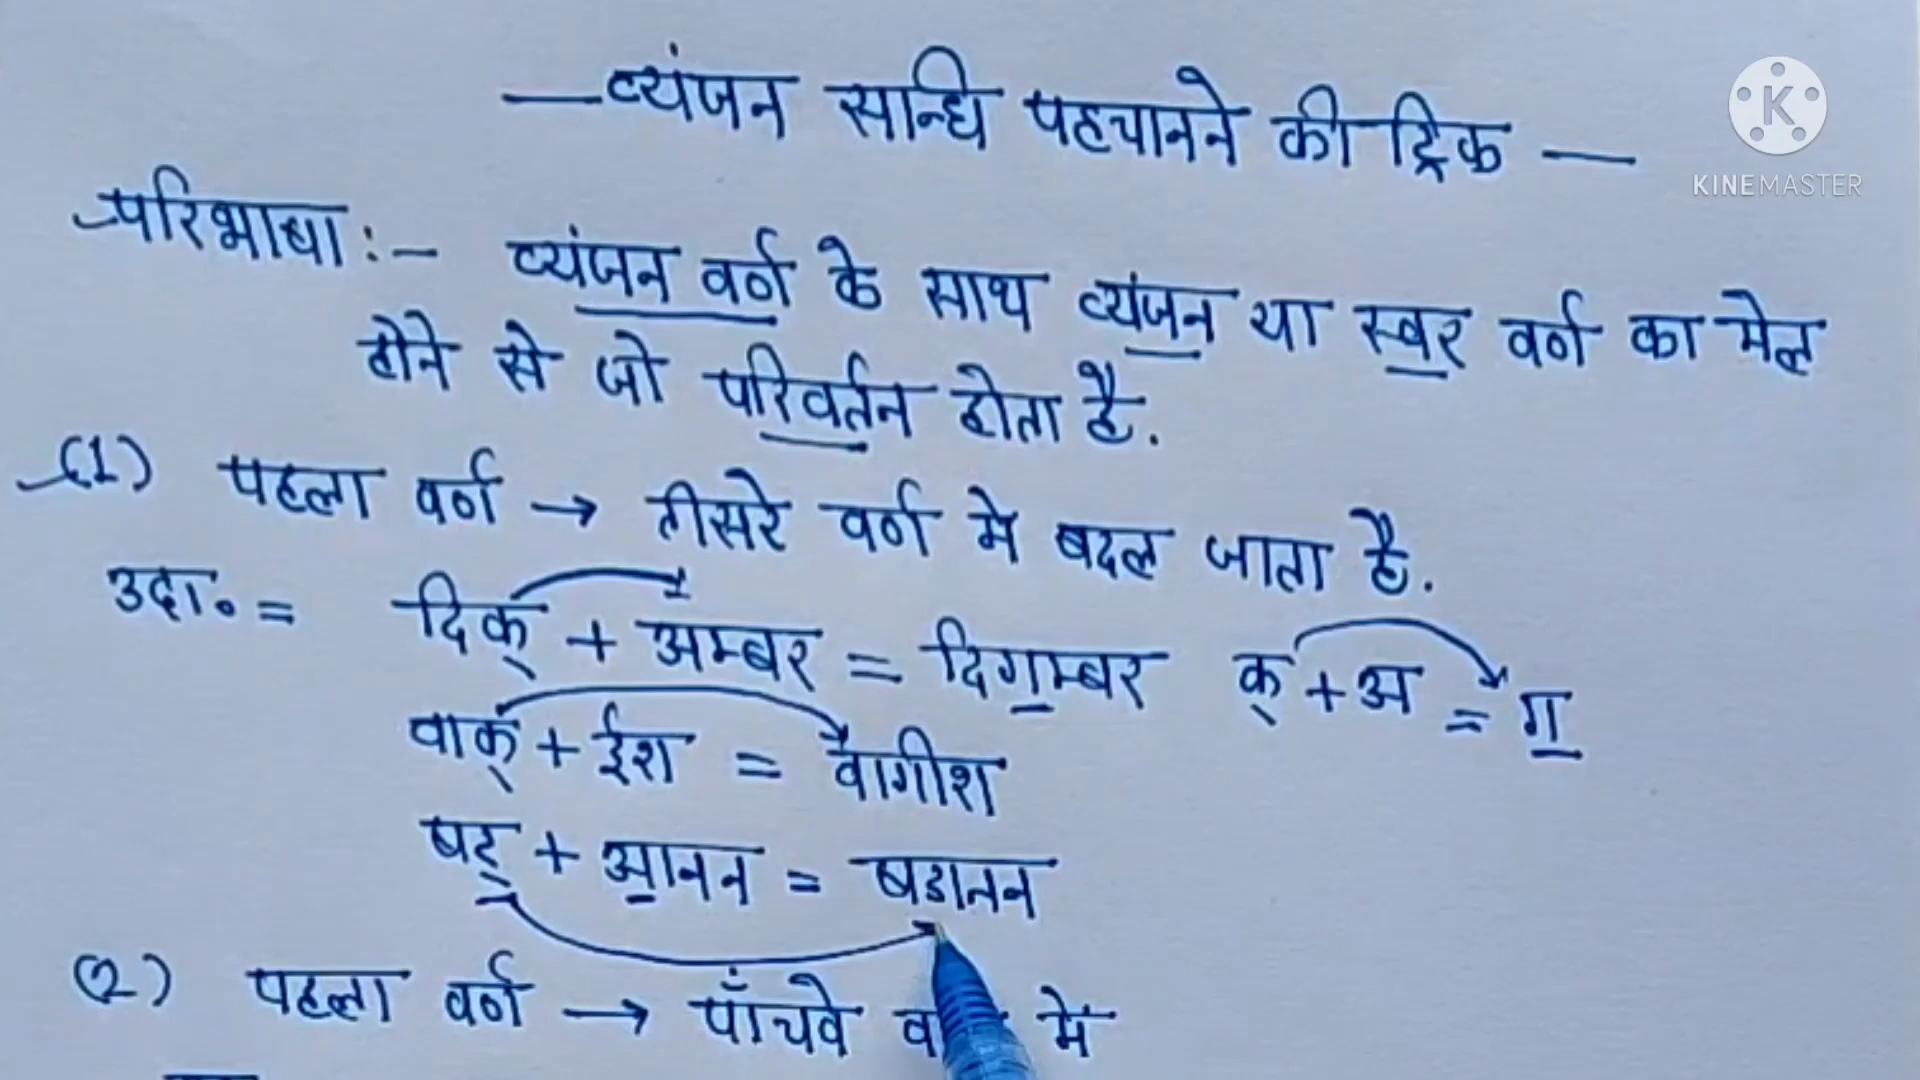 —व्यंजन सन्धि पहचानने की ट्रिक—
KINEMASTER
परिभाषा :- व्यंजन वर्ण के साथ व्यंजन या स्वर वर्ण का मेल
होने से जो परिवर्तन होता है.
(1) पहला वर्ण → तीसरे वर्ण मे बदल जाता है.
उदा॰ = दिक् + अम्बर = दिगम्बर क् + अ = ग
वाक् + ईश = वागीश
षट् + आनन = षडानन
(2) पहला वर्ण → पाँचवे में